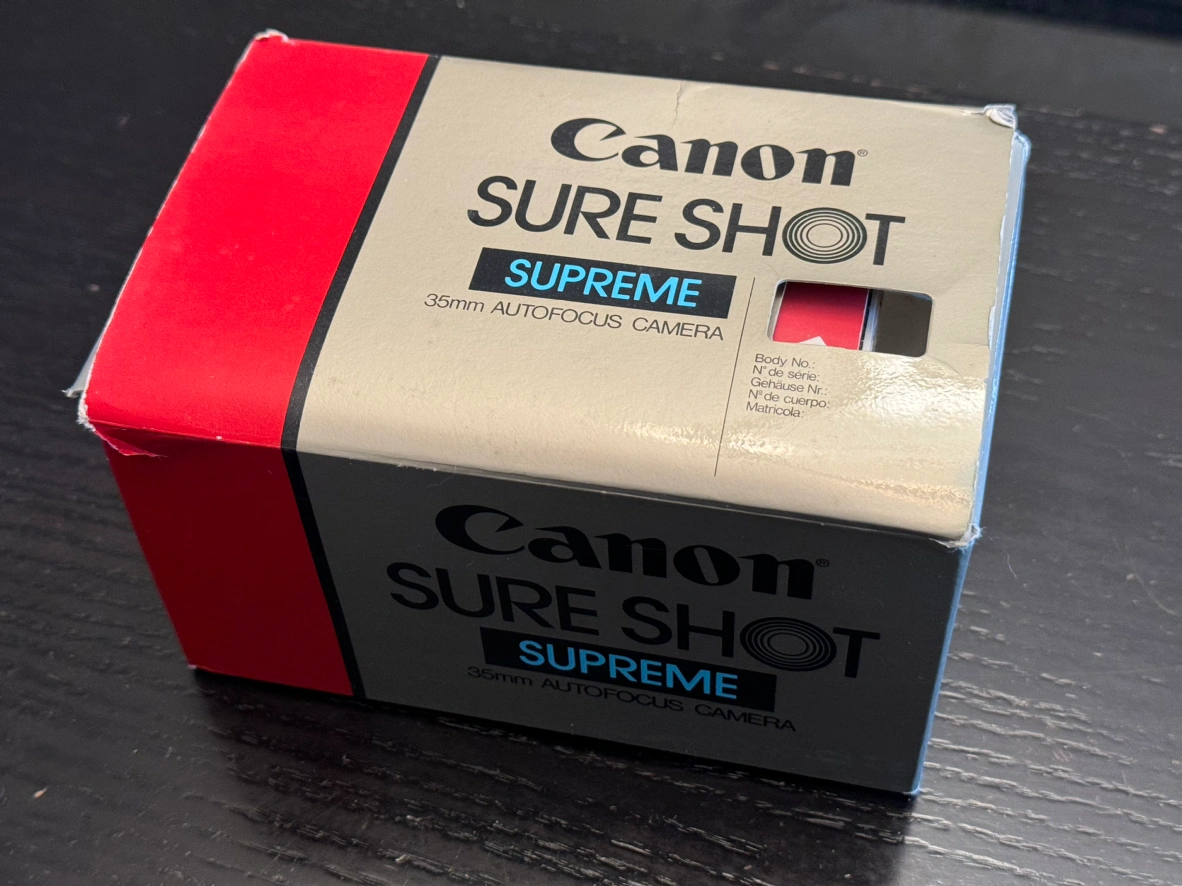 Canon®
SURE SHOT
SUPREME
35mm AUTOFOCUS CAMERA
Body No.:
N° de série:
Gehäuse Nr.:
Nº de cuerpo:
Matricola:
Canon®
SURE SHOT
SUPREME
35mm AUTOFOCUS CAMERA